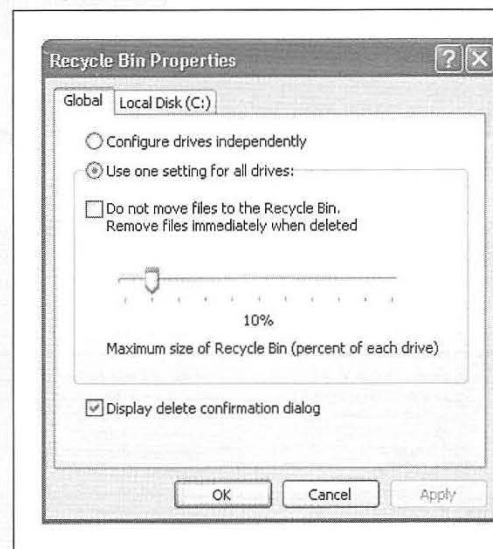 Recycle Bin Properties
Global Local Disk (C:)
Configure drives independently
Use one setting for all drives:
Do not move files to the Recycle Bin.
Remove files immediately when deleted
10%
Maximum size of Recycle Bin (percent of each drive)
Display delete confirmation dialog
OK Cancel Apply